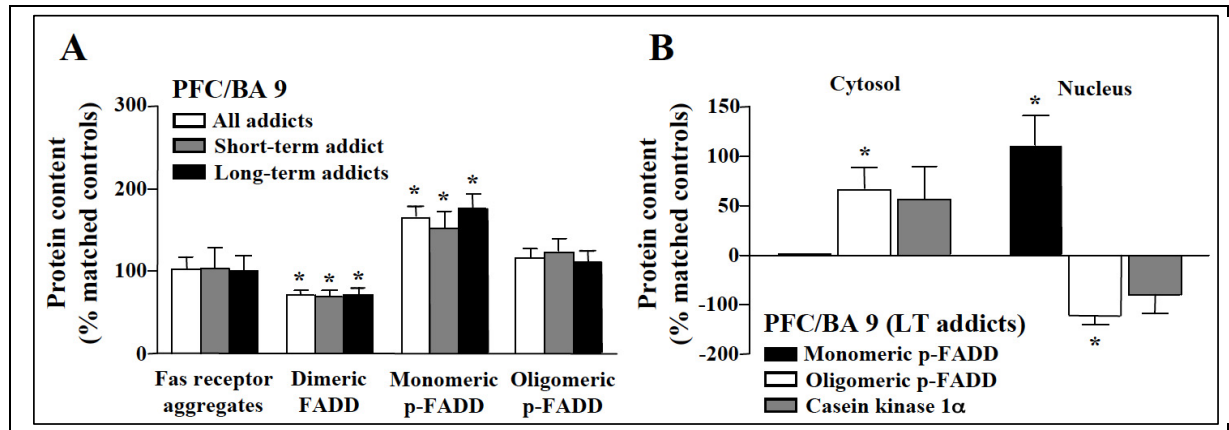 A
PFC/BA 9
All addicts
Short-term addict
Long-term addicts
Protein content
(% matched controls)
300
200
100
0
* * *
* * *
Fas receptor
aggregates
Dimeric
FADD
Monomeric
p-FADD
Oligomeric
p-FADD
B
Cytosol
Nucleus
Protein content
(% matched controls)
150
100
50
0
-100
-200
*
*
*
PFC/BA 9 (LT addicts)
Monomeric p-FADD
Oligomeric p-FADD
Casein kinase 1α